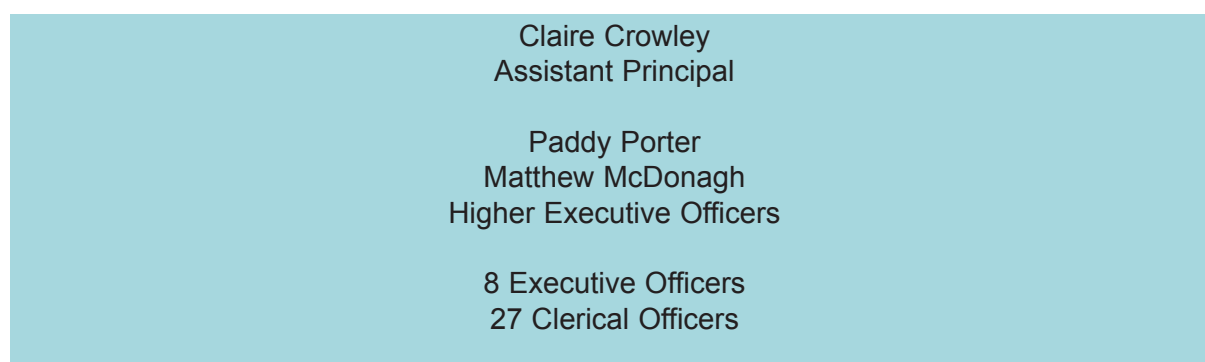 Claire Crowley
Assistant Principal
Paddy Porter
Matthew McDonagh
Higher Executive Officers
8 Executive Officers
27 Clerical Officers